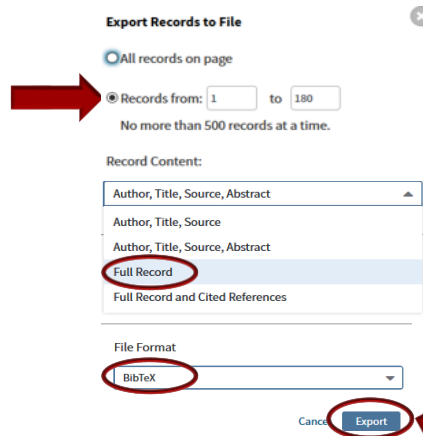 Export Records to File
All records on page
Records from: 1 to 180
No more than 500 records at a time.
Record Content:
Author, Title, Source, Abstract
Author, Title, Source
Author, Title, Source, Abstract
Full Record
Full Record and Cited References
File Format
BibTeX
Cance Export